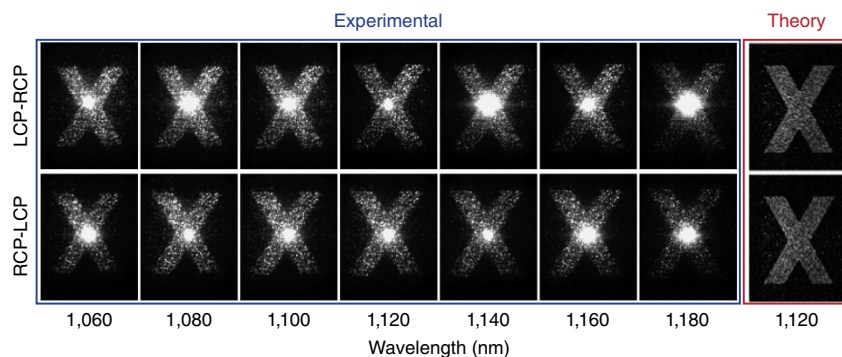 Experimental Theory
LCP-RCP
RCP-LCP
1,060 1,080 1,100 1,120 1,140 1,160 1,180 1,120
Wavelength (nm)